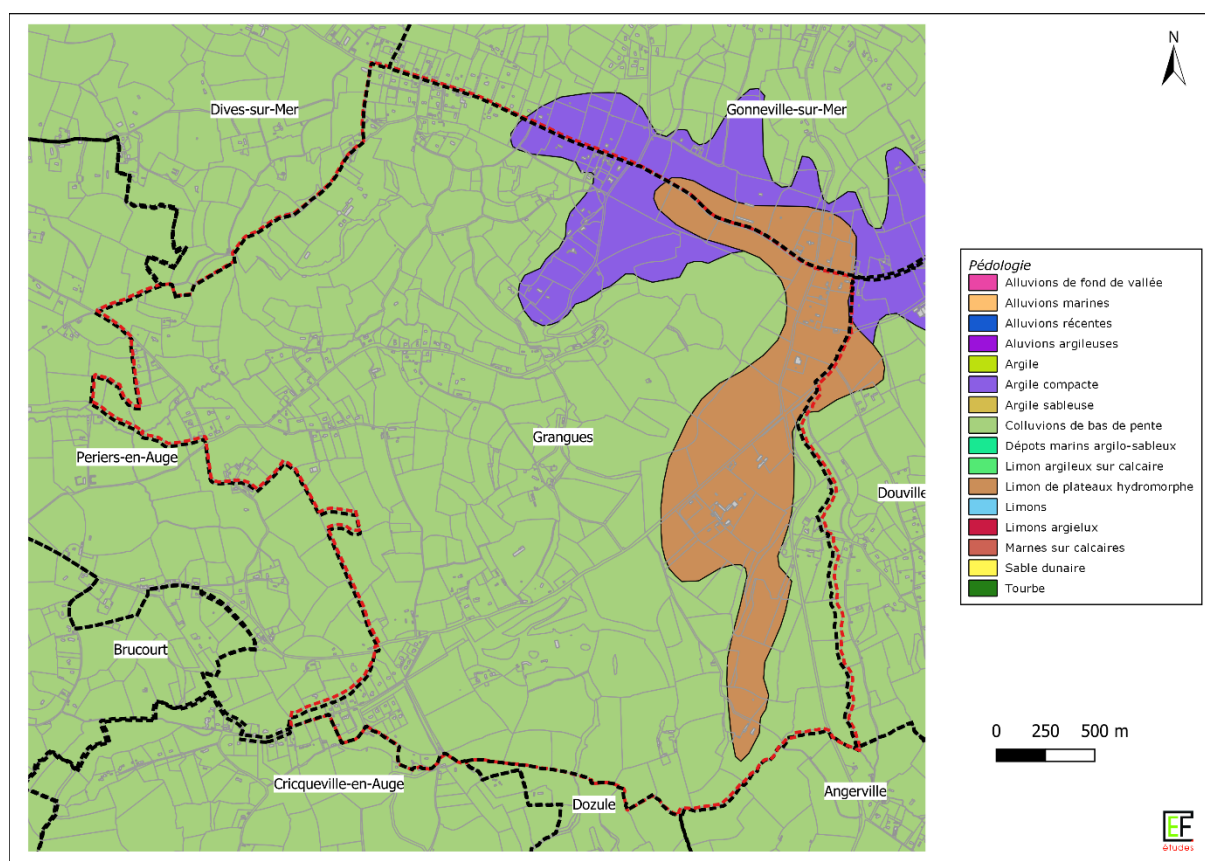 N
Dives-sur-Mer
Gonneville-sur-Mer
Grangues
Periers-en-Auge
Douville
Brucourt
Cricqueville-en-Auge
Dozule
Angerville
Pédologie
Alluvions de fond de vallée
Alluvions marines
Alluvions récentes
Aluvions argileuses
Argile
Argile compacte
Argile sableuse
Colluvions de bas de pente
Dépots marins argilo-sableux
Limon argileux sur calcaire
Limon de plateaux hydromorphe
Limons
Limons argielux
Marnes sur calcaires
Sable dunaire
Tourbe
0 250 500 m
CEF
études